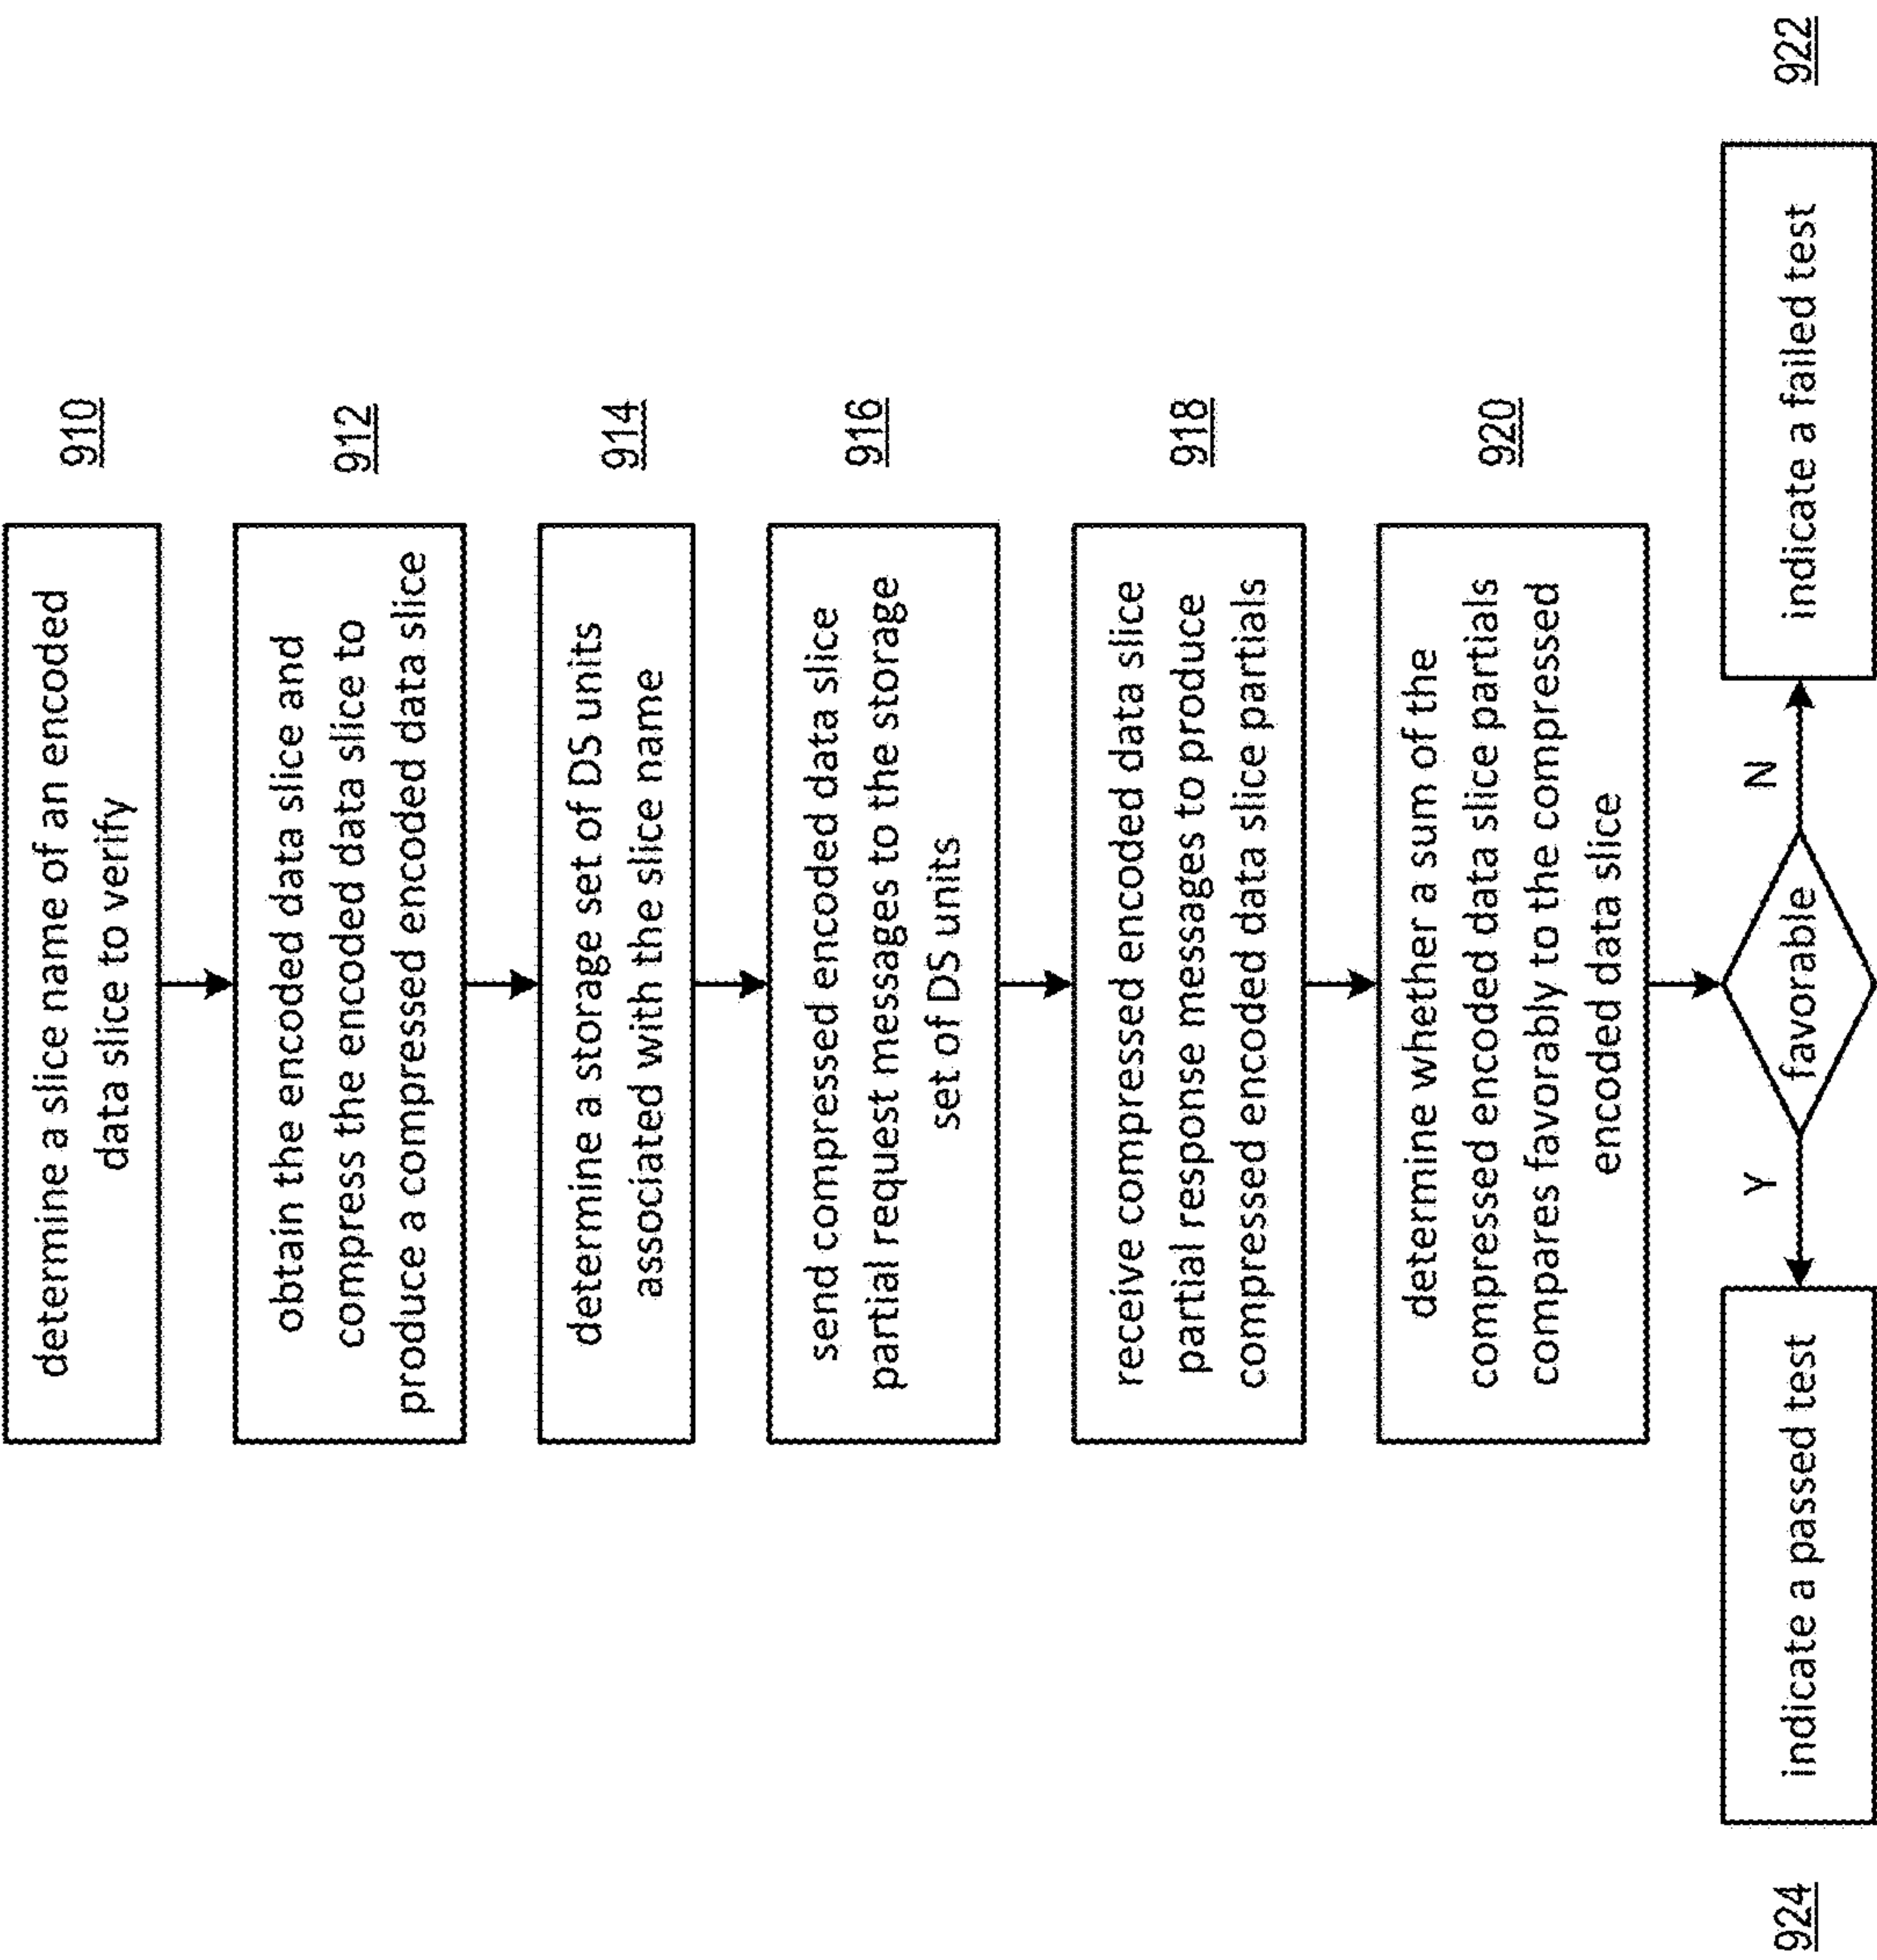 determine a slice name of an encoded
data slice to verify
910
obtain the encoded data slice and
compress the encoded data slice to
produce a compressed encoded data slice
912
determine a storage set of DS units
associated with the slice name
914
send compressed encoded data slice
partial request messages to the storage
set of DS units
916
receive compressed encoded data slice
partial response messages to produce
compressed encoded data slice partials
918
determine whether a sum of the
compressed encoded data slice partials
compares favorably to the compressed
encoded data slice
920
924
indicate a passed test
Y
favorable
N
indicate a failed test
922